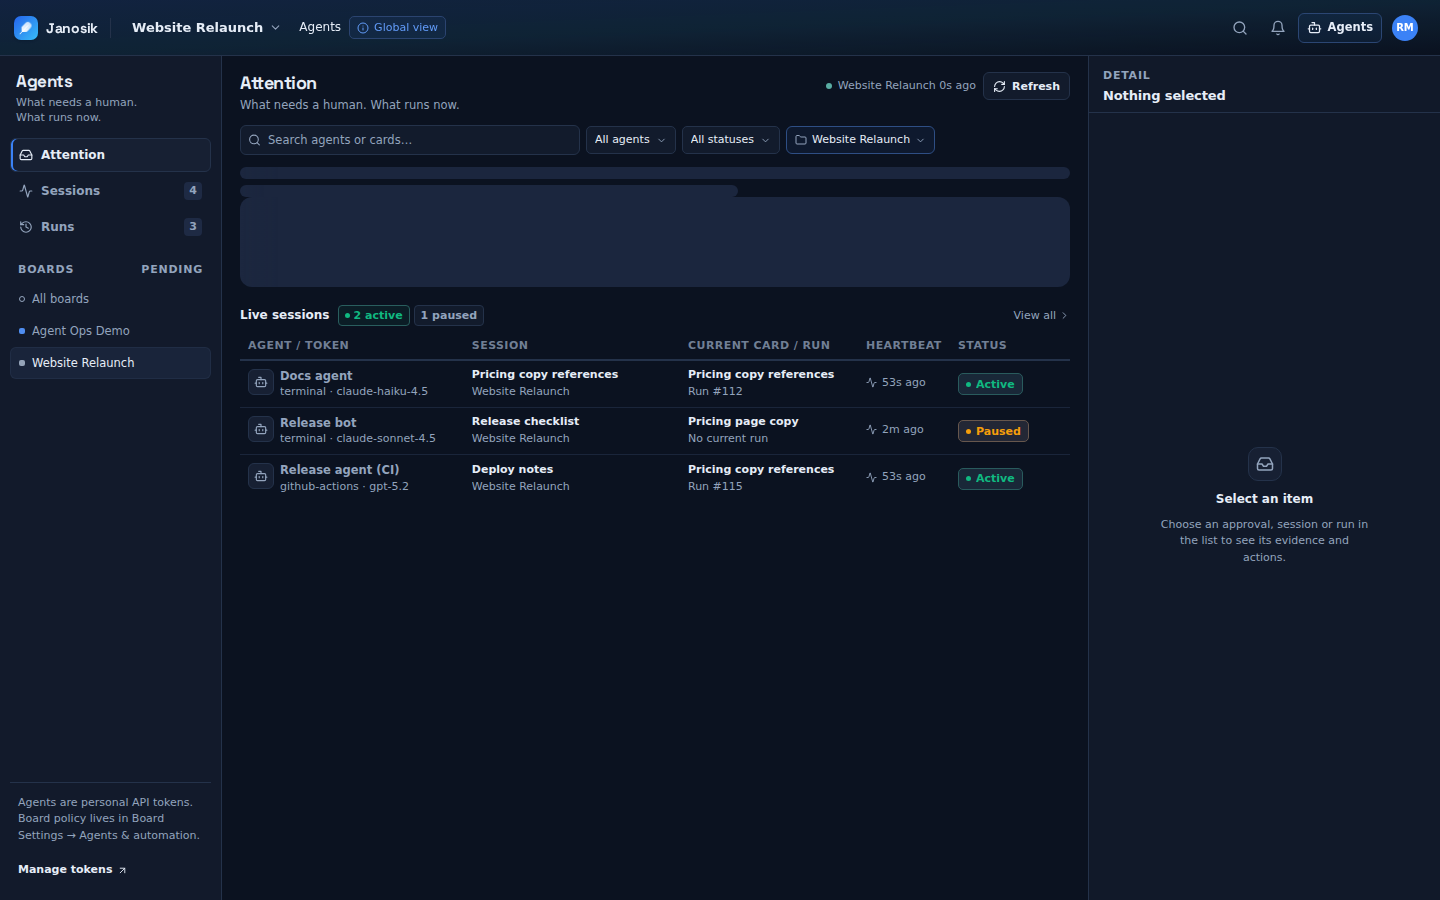 Janosik
Website Relaunch
Agents
Global view
Agents
RM
Agents
What needs a human.
What runs now.
Attention
Sessions 4
Runs 3
BOARDS PENDING
All boards
Agent Ops Demo
Website Relaunch
Agents are personal API tokens.
Board policy lives in Board
Settings → Agents & automation.
Manage tokens
Attention
What needs a human. What runs now.
Website Relaunch 0s ago
Refresh
Search agents or cards...
All agents
All statuses
Website Relaunch
Live sessions 2 active 1 paused View all
AGENT / TOKEN SESSION CURRENT CARD / RUN HEARTBEAT STATUS
Docs agent Pricing copy references Pricing copy references 53s ago Active
terminal · claude-haiku-4.5 Website Relaunch Run #112
Release bot Release checklist Pricing page copy 2m ago Paused
terminal · claude-sonnet-4.5 Website Relaunch No current run
Release agent (CI) Deploy notes Pricing copy references 53s ago Active
github-actions · gpt-5.2 Website Relaunch Run #115
DETAIL
Nothing selected
Select an item
Choose an approval, session or run in
the list to see its evidence and
actions.